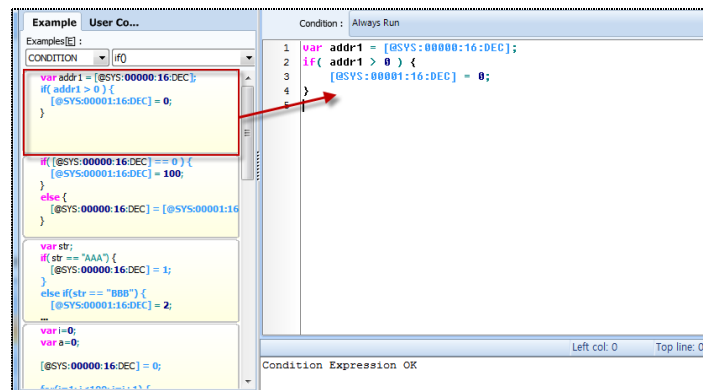 Example User Co...
Examples[E] :
CONDITION if()
var addr1 = [@SYS:00000:16:DEC];
if( addr1 > 0 ) {
[@SYS:00001:16:DEC] = 0;
}
if( [@SYS:00000:16:DEC] == 0 ) {
[@SYS:00001:16:DEC] = 100;
}
else {
[@SYS:00000:16:DEC] = [@SYS:00001:16
}
var str;
if( str == "AAA") {
[@SYS:00000:16:DEC] = 1;
}
else if(str == "BBB") {
[@SYS:00001:16:DEC] = 2;
...
var i=0;
var a=0;
[@SYS:00000:16:DEC] = 0;
Condition : Always Run
1 var addr1 = [@SYS:00000:16:DEC];
2 if( addr1 > 0 ) {
3 [@SYS:00001:16:DEC] = 0;
4 }
5
Left col: 0 Top line: 0
Condition Expression OK